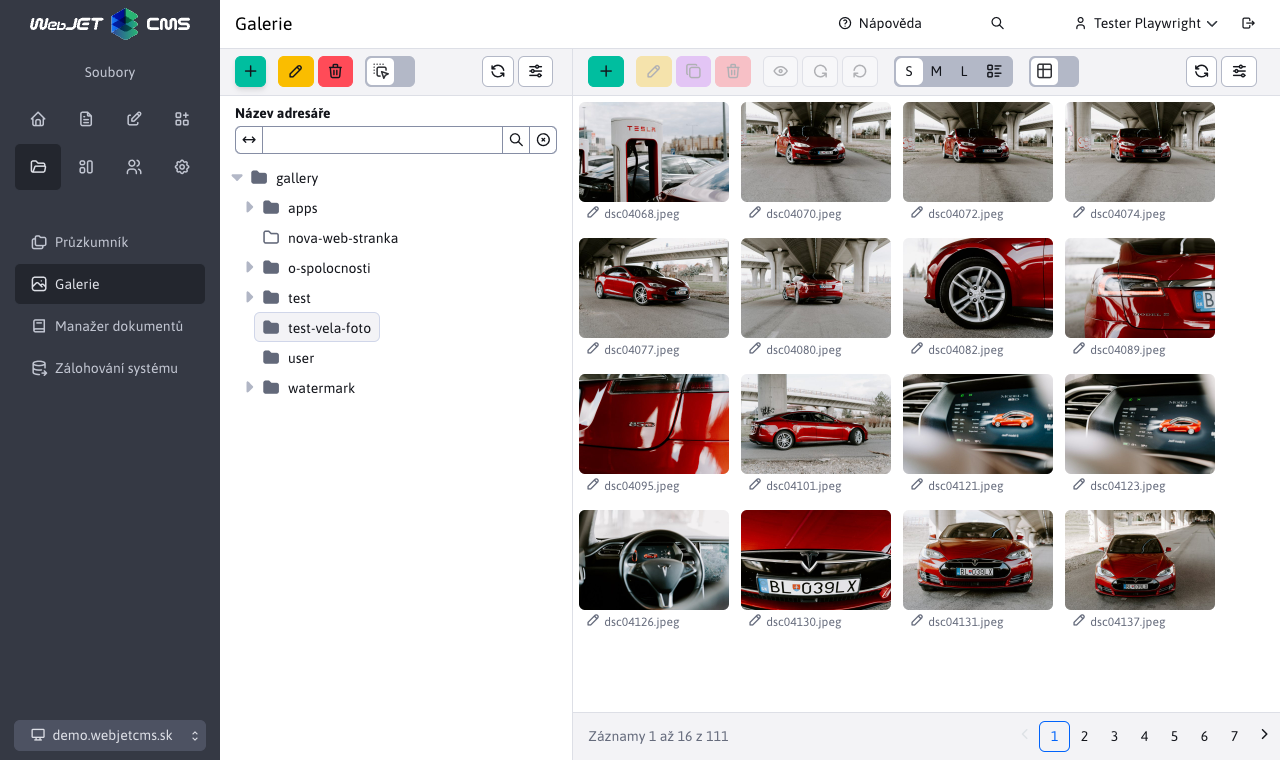 WebJET CMS
Galerie
Nápověda
Tester Playwright
Soubory
S M L
Název adresáře
gallery
apps
nova-web-stranka
o-spolocnosti
test
test-vela-foto
user
watermark
Průzkumník
Galerie
Manažer dokumentů
Zálohování systému
demo.webjetcms.sk
TESLA
dsc04068.jpeg
dsc04070.jpeg
dsc04072.jpeg
dsc04074.jpeg
dsc04077.jpeg
dsc04080.jpeg
dsc04082.jpeg
dsc04089.jpeg
dsc04095.jpeg
dsc04101.jpeg
dsc04121.jpeg
dsc04123.jpeg
BL 039LX
dsc04126.jpeg
dsc04130.jpeg
dsc04131.jpeg
dsc04137.jpeg
Záznamy 1 až 16 z 111
1 2 3 4 5 6 7